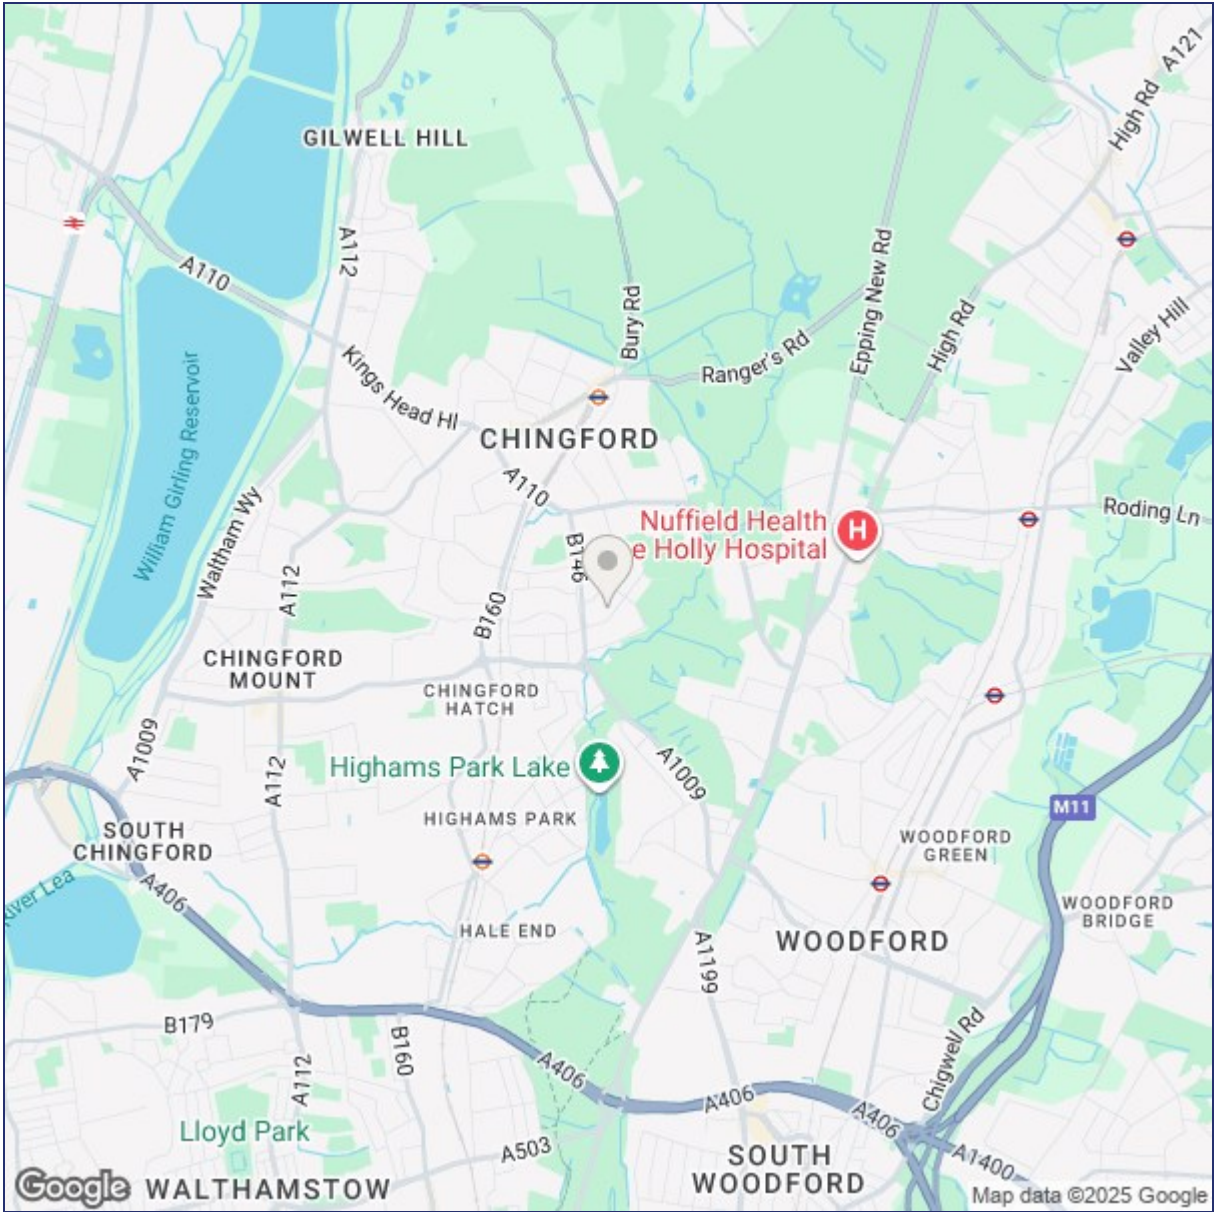 A121
High Rd
GILWELL HILL
A112
A110
Epping New Rd
Bury Rd
High Rd
Valley Hill
Ranger's Rd
Kings Head Hl
William Girling Reservoir
CHINGFORD
A110
Waltham Wy
Roding Ln
Nuffield Health
e Holly Hospital
H
B146
A112
B160
CHINGFORD
MOUNT
CHINGFORD
HATCH
A1009
Highams Park Lake
A1009
A112
M11
HIGHAMS PARK
SOUTH
CHINGFORD
WOODFORD
GREEN
River Lea
A406
WOODFORD
BRIDGE
HALE END
WOODFORD
A1199
B179
B160
Chigwell Rd
A112
A406
A406
A406
Lloyd Park
A503
SOUTH
WOODFORD
A1400
Google
WALTHAMSTOW
Map data ©2025 Google